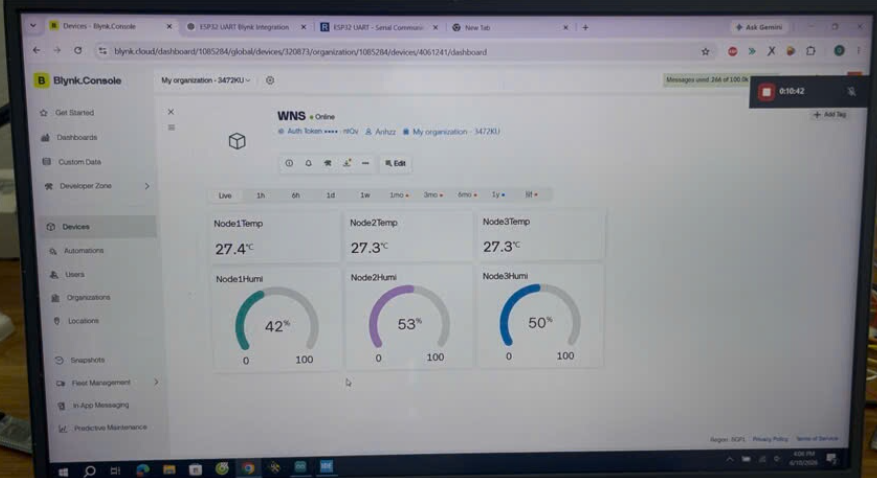 Devices - Blynk.Console
ESP32 UART Blynk Integration
ESP32 UART - Serial Communic
New Tab
Ask Gemini
blynk.cloud/dashboard/1085284/global/devices/320873/organization/1085284/devices/4061241/dashboard
B Blynk.Console
My organization - 3472KU
Messages used 266 of 100.0k
0:10:42
Get Started
Dashboards
Custom Data
Developer Zone
Devices
Automations
Users
Organizations
Locations
Snapshots
Fleet Management
In-App Messaging
Predictive Maintenance
WNS
Online
Add Tag
Auth Token
Anhzz
My organization - 3472KU
Edit
Live 1h 6h 1d 1w 1mo 3mo 6mo 1y
Node1Temp
27.4°C
Node2Temp
27.3°C
Node3Temp
27.3°C
Node1Humi
42%
0 100
Node2Humi
53%
0 100
Node3Humi
50%
0 100
Region: SGP1 Privacy Policy Terms of Service